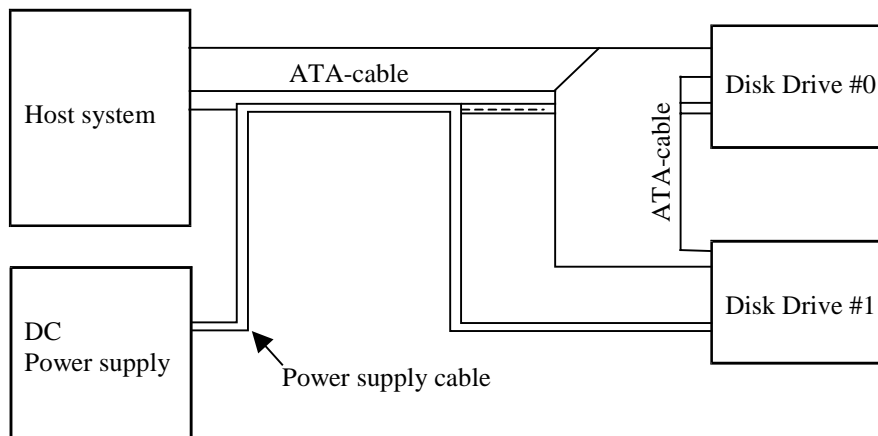 Host system
ATA-cable
Disk Drive #0
ATA-cable
Disk Drive #1
DC
Power supply
Power supply cable